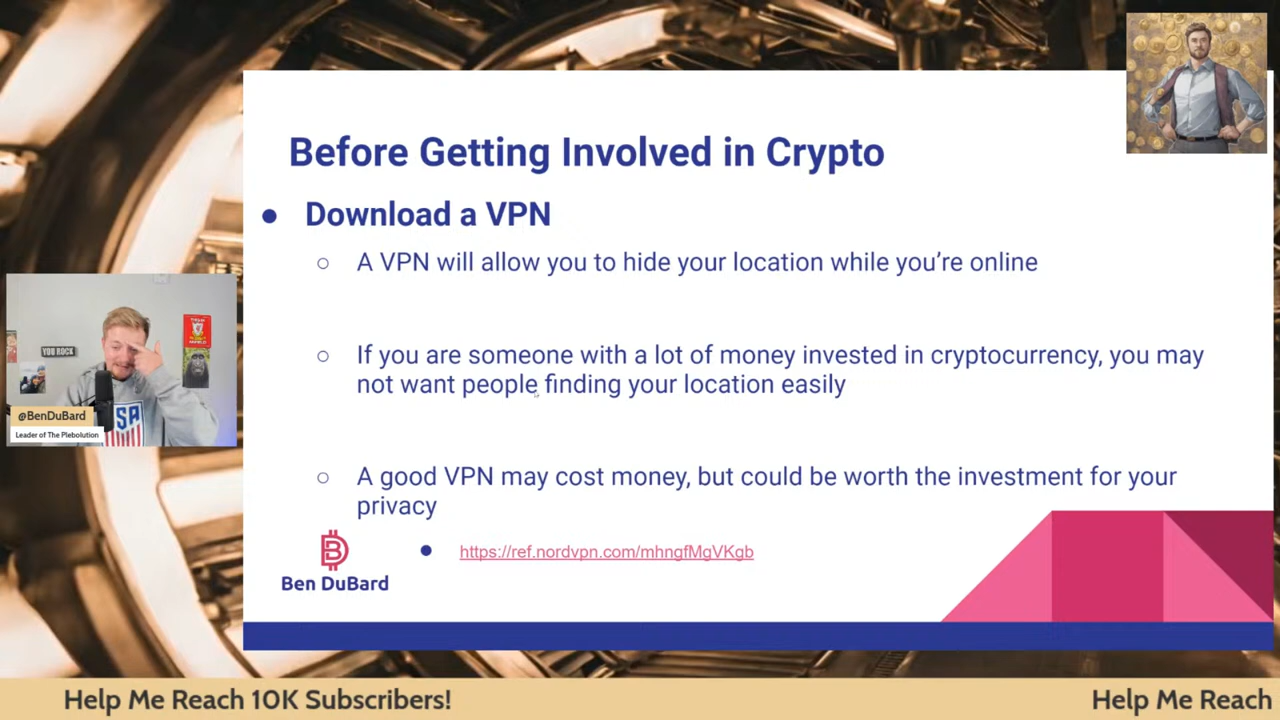 Before Getting Involved in Crypto
● Download a VPN
○ A VPN will allow you to hide your location while you’re online
○ If you are someone with a lot of money invested in cryptocurrency, you may
not want people finding your location easily
○ A good VPN may cost money, but could be worth the investment for your
privacy
● https://ref.nordvpn.com/mhngfMgVKgb
Ben DuBard
YOU ROCK
SA
@BenDuBard
Leader of The Plebolution
Help Me Reach 10K Subscribers!
Help Me Reach